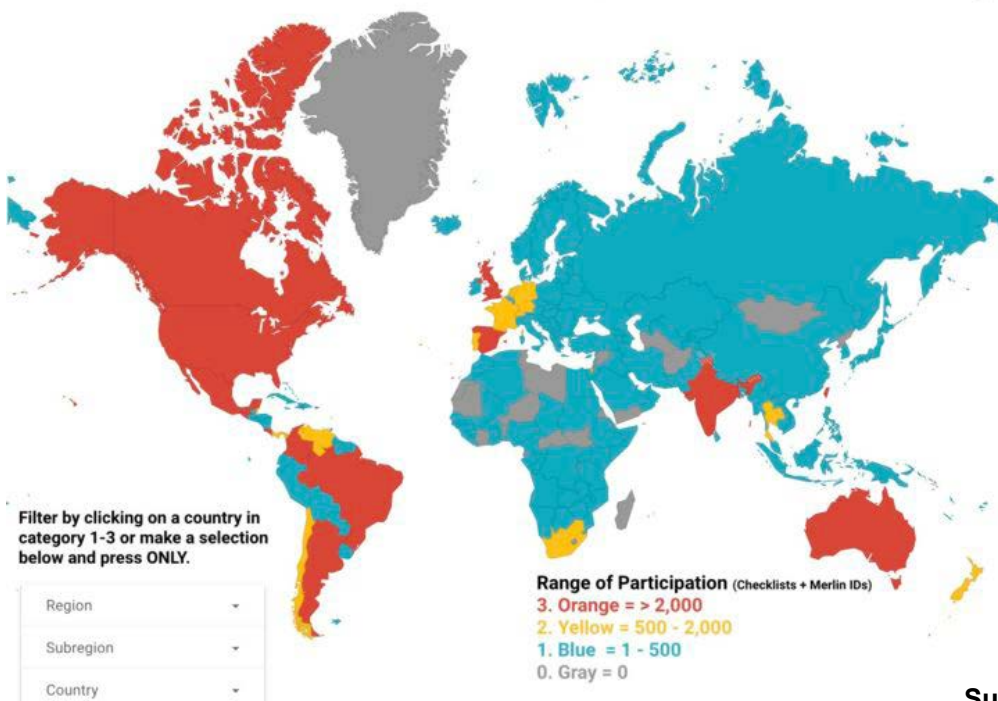 Filter by clicking on a country in
category 1-3 or make a selection
below and press ONLY.
Region
Subregion
Country
Range of Participation (Checklists + Merlin IDs)
3. Orange = > 2,000
2. Yellow = 500 - 2,000
1. Blue = 1 - 500
0. Gray = 0
Su